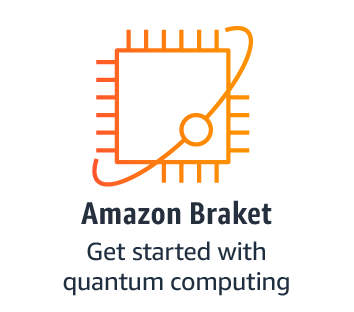 Amazon Braket
Get started with
quantum computing